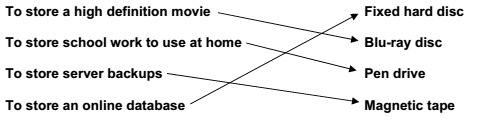 To store a high definition movie Fixed hard disc
To store school work to use at home Blu-ray disc
To store server backups Pen drive
To store an online database Magnetic tape